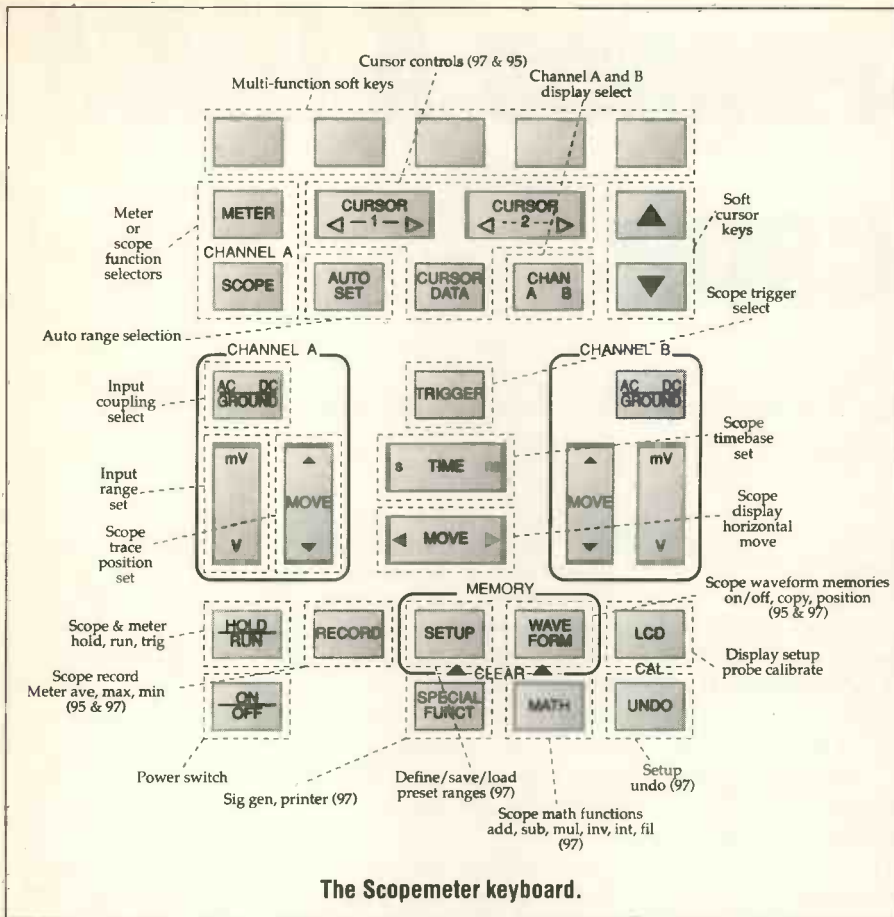 Cursor controls (97 & 95)
Multi-function soft keys
Channel A and B
display select
Meter
or
scope
function
selectors
METER
CURSOR
1
CURSOR
2
Soft
cursor
keys
CHANNEL A
SCOPE
AUTO
SET
CURSOR
DATA
CHAN
A B
Scope trigger
select
Auto range selection
CHANNEL A
CHANNEL B
Input
coupling
select
AC DC
GROUND
TRIGGER
AC DC
GROUND
Scope
timebase
set
Input
range
set
mV
V
MOVE
s TIME ns
MOVE
mV
V
Scope
trace
position
set
MOVE
Scope
display
horizontal
move
MEMORY
Scope waveform memories
on/off, copy, position
(95 & 97)
Scope & meter
hold, run, trig
HOLD
RUN
RECORD
SETUP
WAVE
FORM
LCD
Display setup
probe calibrate
Scope record
Meter ave, max, min
(95 & 97)
CLEAR
CAL
ON
OFF
SPECIAL
FUNCT
MATH
UNDO
Power switch
Sig gen, printer (97)
Define/save/load
preset ranges (97)
Setup
undo (97)
Scope math functions
add, sub, mul, inv, int, fil
(97)
The Scopemeter keyboard.